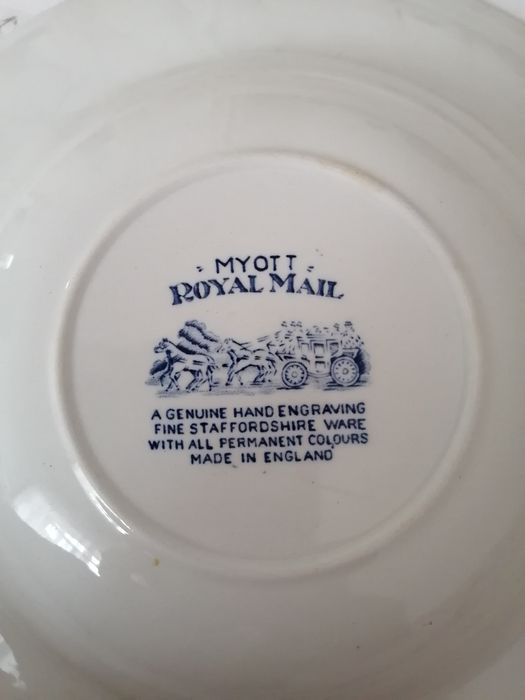 MYOTT
ROYAL MAIL
A GENUINE HAND ENGRAVING
FINE STAFFORDSHIRE WARE
WITH ALL PERMANENT COLOURS
MADE IN ENGLAND